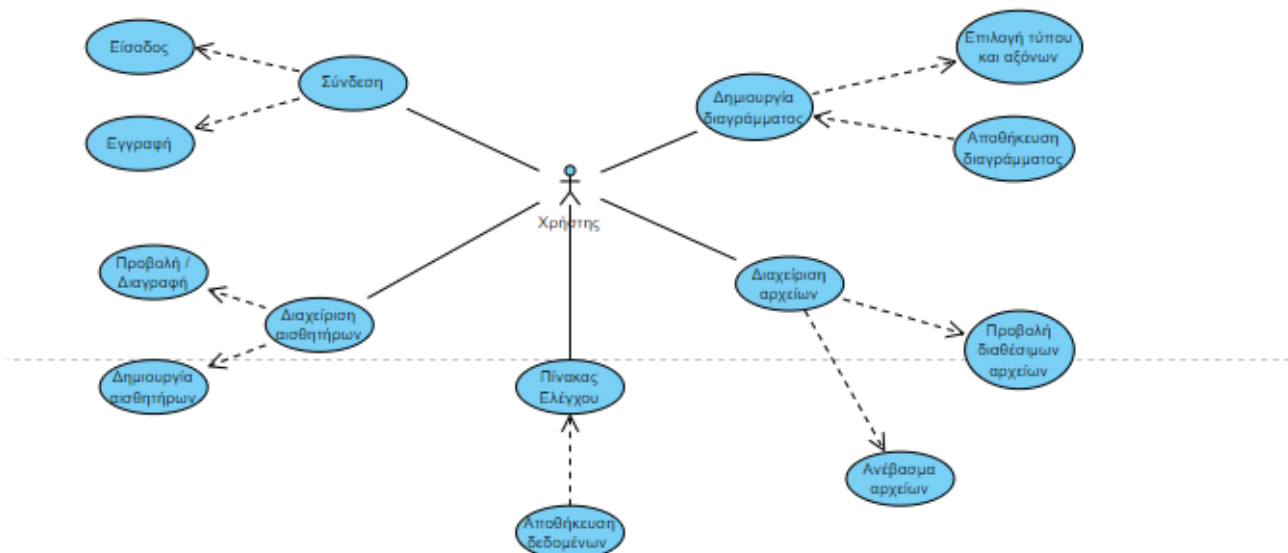 Είσοδος
Σύνδεση
Εγγραφή
Επιλογή τύπου
και αξόνων
Δημιουργία
διαγράμματος
Αποθήκευση
διαγράμματος
Χρήστης
Προβολή /
Διαγραφή
Διαχείριση
αισθητήρων
Δημιουργία
αισθητήρων
Διαχείριση
αρχείων
Προβολή
διαθέσιμων
αρχείων
Πίνακας
Ελέγχου
Ανέβασμα
αρχείων
Αποθήκευση
δεδομένων